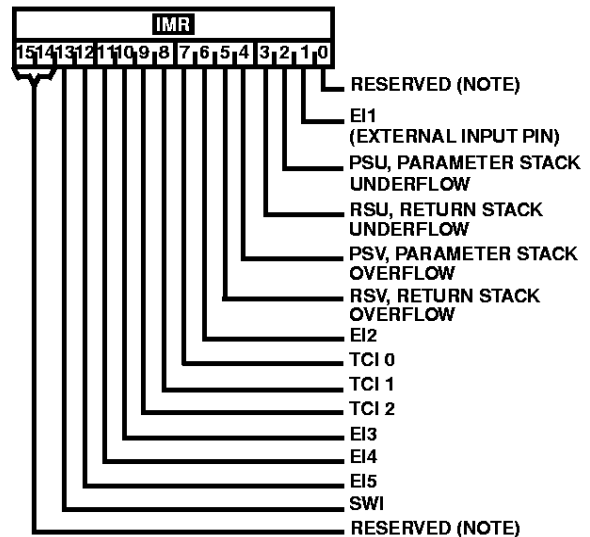 IMR
15 14 13 12 11 10 9 8 7 6 5 4 3 2 1 0
RESERVED (NOTE)
EI1
(EXTERNAL INPUT PIN)
PSU, PARAMETER STACK
UNDERFLOW
RSU, RETURN STACK
UNDERFLOW
PSV, PARAMETER STACK
OVERFLOW
RSV, RETURN STACK
OVERFLOW
EI2
TCI 0
TCI 1
TCI 2
EI3
EI4
EI5
SWI
RESERVED (NOTE)